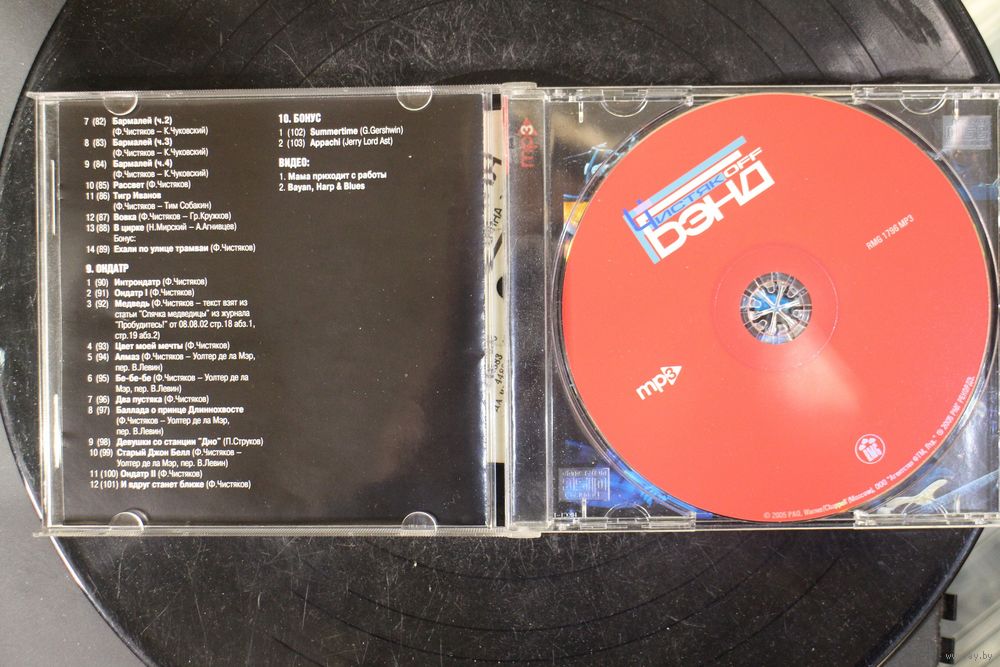 7 (82) Бармалей (ч.2)
(Ф.Чистяков – К.Чуковский)
8 (83) Бармалей (ч.3)
(Ф.Чистяков – К.Чуковский)
9 (84) Бармалей (ч.4)
(Ф.Чистяков – К.Чуковский)
10 (85) Рассвет (Ф.Чистяков)
11 (86) Тигр Иванов
(Ф.Чистяков – Тим Собакин)
12 (87) Вовка (Ф.Чистяков – Гр.Кружков)
13 (88) В цирке (Н.Мирский – А.Агнивцев)
Бонус:
14 (89) Ехали по улице трамваи (Ф.Чистяков)
9. ОНДАТР
1 (90) Интрондатр (Ф.Чистяков)
2 (91) Ондатр I (Ф.Чистяков)
3 (92) Медведь (Ф.Чистяков – текст взят из
статьи "Спячка медведицы" из журнала
"Пробудитесь!" от 08.08.02 стр.18 абз.1,
стр.19 абз.2)
4 (93) Цвет моей мечты (Ф.Чистяков)
5 (94) Алмаз (Ф.Чистяков – Уолтер де ла Мэр,
пер. В.Левин)
6 (95) Бе-бе-бе (Ф.Чистяков – Уолтер де ла
Мэр, пер. В.Левин)
7 (96) Два пустяка (Ф.Чистяков)
8 (97) Баллада о принце Длиннохвосте
(Ф.Чистяков – Уолтер де ла Мэр,
пер. В.Левин)
9 (98) Девушки со станции "Дно" (П.Струков)
10 (99) Старый Джон Белл (Ф.Чистяков –
Уолтер де ла Мэр, пер. В.Левин)
11 (100) Ондатр II (Ф.Чистяков)
12 (101) И вдруг станет ближе (Ф.Чистяков)
10. БОНУС
1 (102) Summertime (G.Gershwin)
2 (103) Appachi (Jerry Lord Ast)
ВИДЕО:
1. Мама приходит с работы
2. Bayan, Harp & Blues
mp3
ЧИСТЯКOFF
БЭНД
RMG 1796 MP3
mp3